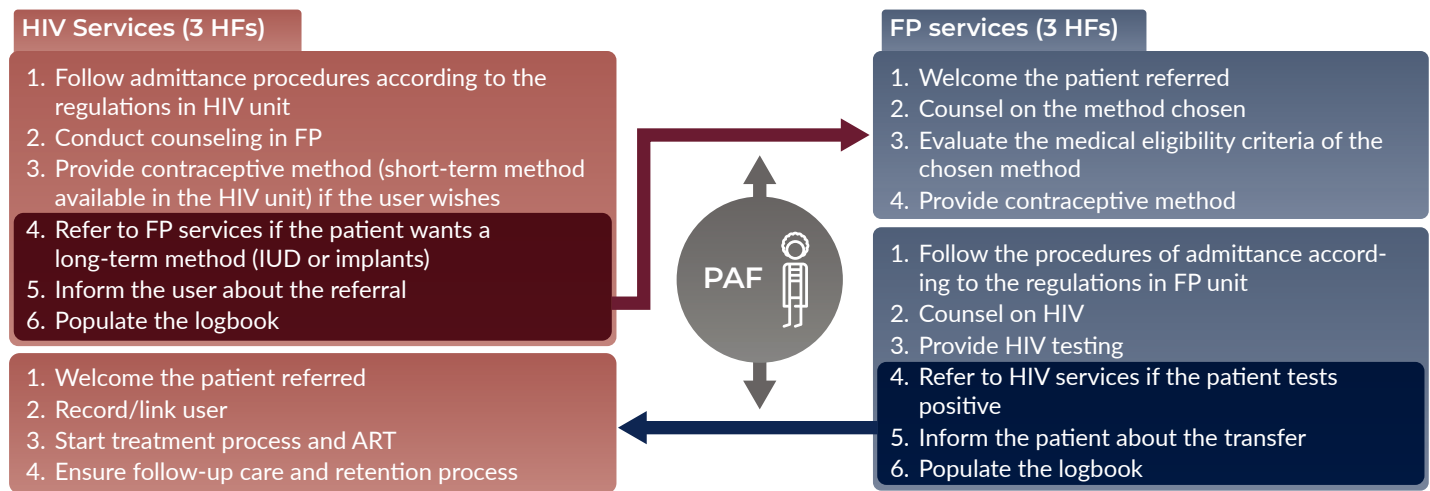 HIV Services (3 HFs)
1. Follow admittance procedures according to the
regulations in HIV unit
2. Conduct counseling in FP
3. Provide contraceptive method (short-term method
available in the HIV unit) if the user wishes
4. Refer to FP services if the patient wants a
long-term method (IUD or implants)
5. Inform the user about the referral
6. Populate the logbook
1. Welcome the patient referred
2. Record/link user
3. Start treatment process and ART
4. Ensure follow-up care and retention process
PAF
FP services (3 HFs)
1. Welcome the patient referred
2. Counsel on the method chosen
3. Evaluate the medical eligibility criteria of the
chosen method
4. Provide contraceptive method
1. Follow the procedures of admittance accord-
ing to the regulations in FP unit
2. Counsel on HIV
3. Provide HIV testing
4. Refer to HIV services if the patient tests
positive
5. Inform the patient about the transfer
6. Populate the logbook